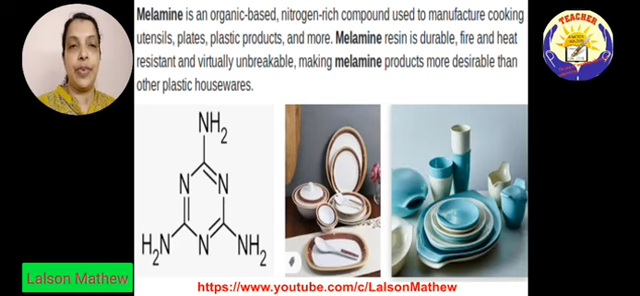 Melamine is an organic-based, nitrogen-rich compound used to manufacture cooking
utensils, plates, plastic products, and more. Melamine resin is durable, fire and heat
resistant and virtually unbreakable, making melamine products more desirable than
other plastic housewares.
TEACHER
NH2
N
N
N
H2N
NH2
Lalson Mathew
https://www.youtube.com/c/LalsonMathew